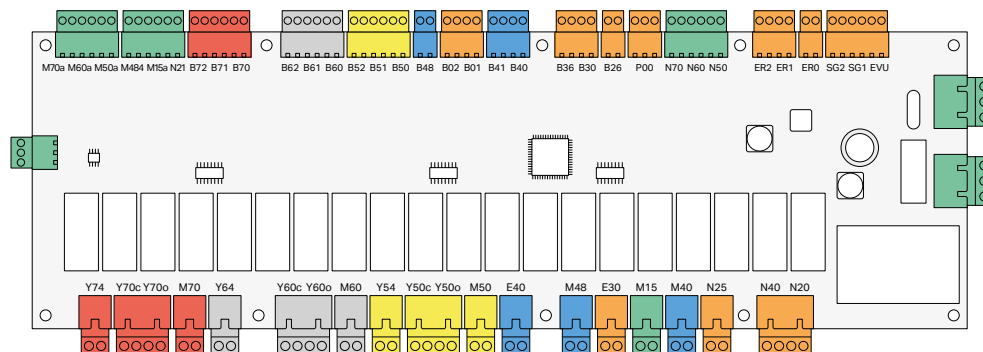 M70a M60a M50a M484 M15a N21 B72 B71 B70 B62 B61 B60 B52 B51 B50 B48 B02 B01 B41 B40 B36 B30 B26 P00 N70 N60 N50 ER2 ER1 ER0 SG2 SG1 EVU
Y74 Y70c Y70o M70 Y64 Y60c Y60o M60 Y54 Y50c Y50o M50 E40 M48 E30 M15 M40 N25 N40 N20